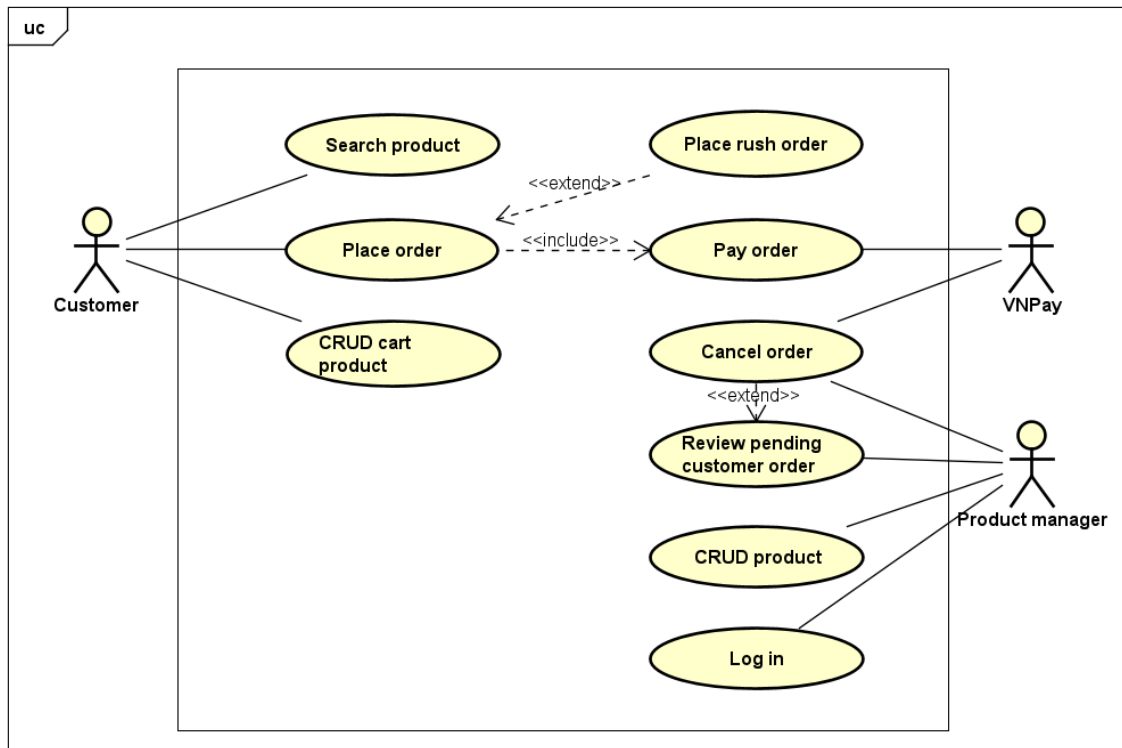 uc
Search product
Place rush order
<<extend>>
Place order
<<include>>
Pay order
Customer
VNPay
CRUD cart
product
Cancel order
<<extend>>
Review pending
customer order
Product manager
CRUD product
Log in